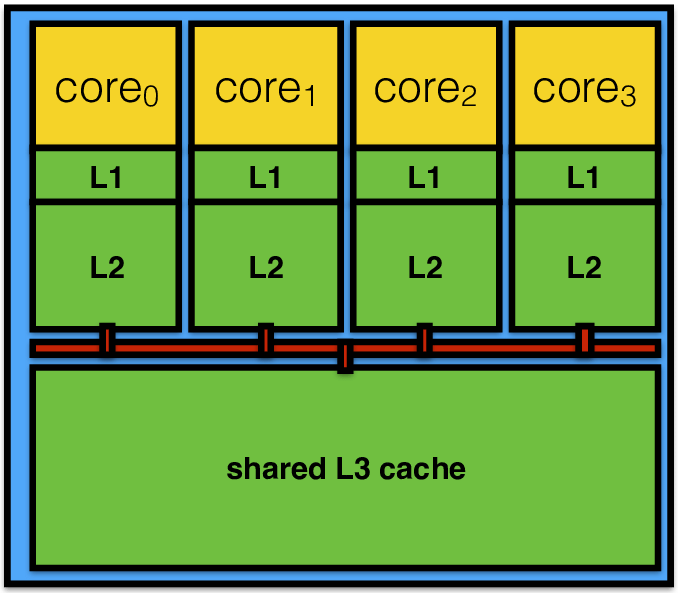 core₀ core₁ core₂ core₃
L1 L1 L1 L1
L2 L2 L2 L2
shared L3 cache